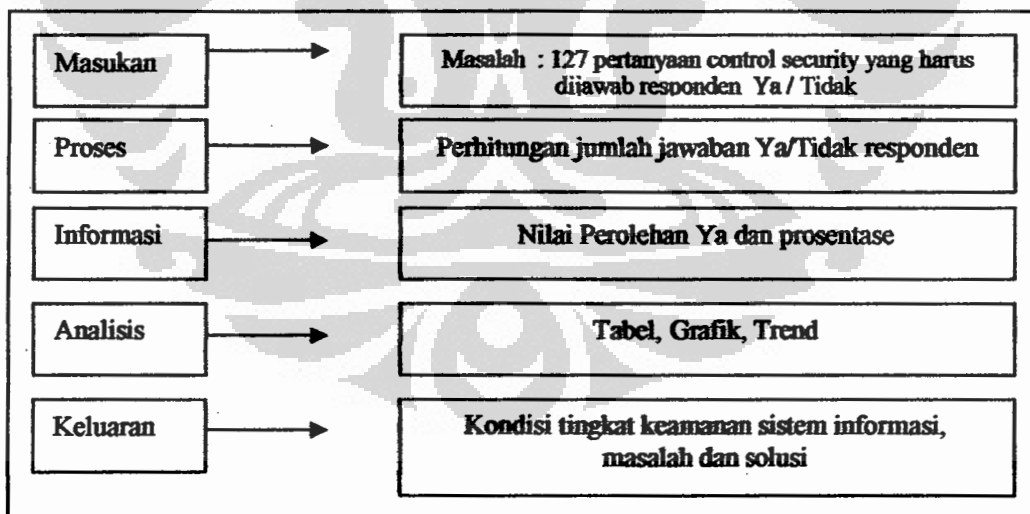 Masukan
Masalah : 127 pertanyaan control security yang harus
dijawab responden Ya / Tidak
Proses
Perhitungan jumlah jawaban Ya/Tidak responden
Informasi
Nilai Perolehan Ya dan prosentase
Analisis
Tabel, Grafik, Trend
Keluaran
Kondisi tingkat keamanan sistem informasi,
masalah dan solusi